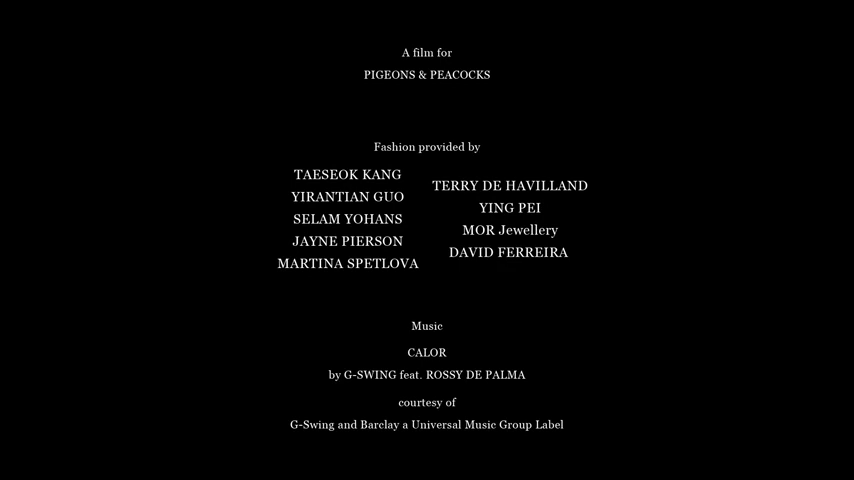 A film for
PIGEONS & PEACOCKS
Fashion provided by
TAESEOK KANG
YIRANTIAN GUO
SELAM YOHANS
JAYNE PIERSON
MARTINA SPETLOVA
TERRY DE HAVILLAND
YING PEI
MOR Jewellery
DAVID FERREIRA
Music
CALOR
by G-SWING feat. ROSSY DE PALMA
courtesy of
G-Swing and Barclay a Universal Music Group Label